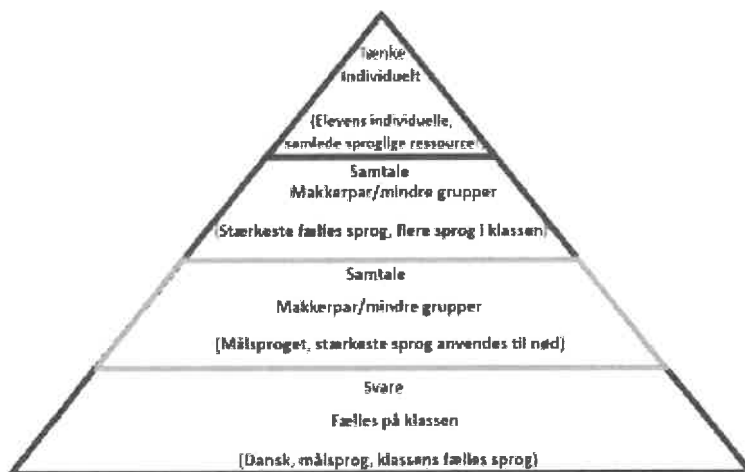 Tænke
Individuelt
(Elevens individuelle,
samlede sproglige ressource)
Samtale
Makkerpar/mindre grupper
(Stærkeste fælles sprog, flere sprog i klassen)
Samtale
Makkerpar/mindre grupper
(Målsproget, stærkeste sprog anvendes til nød)
Svare
Fælles på klassen
(Dansk, målsprog, klassens fælles sprog)